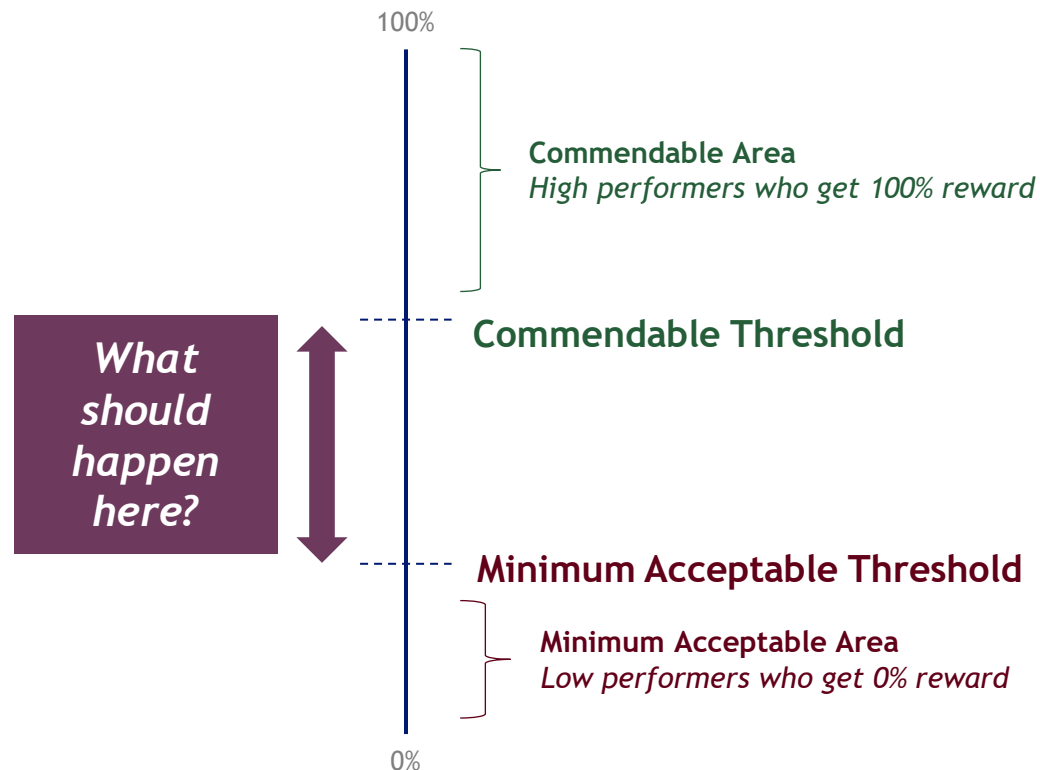 100%
Commendable Area
High performers who get 100% reward
Commendable Threshold
What
should
happen
here?
Minimum Acceptable Threshold
Minimum Acceptable Area
Low performers who get 0% reward
0%